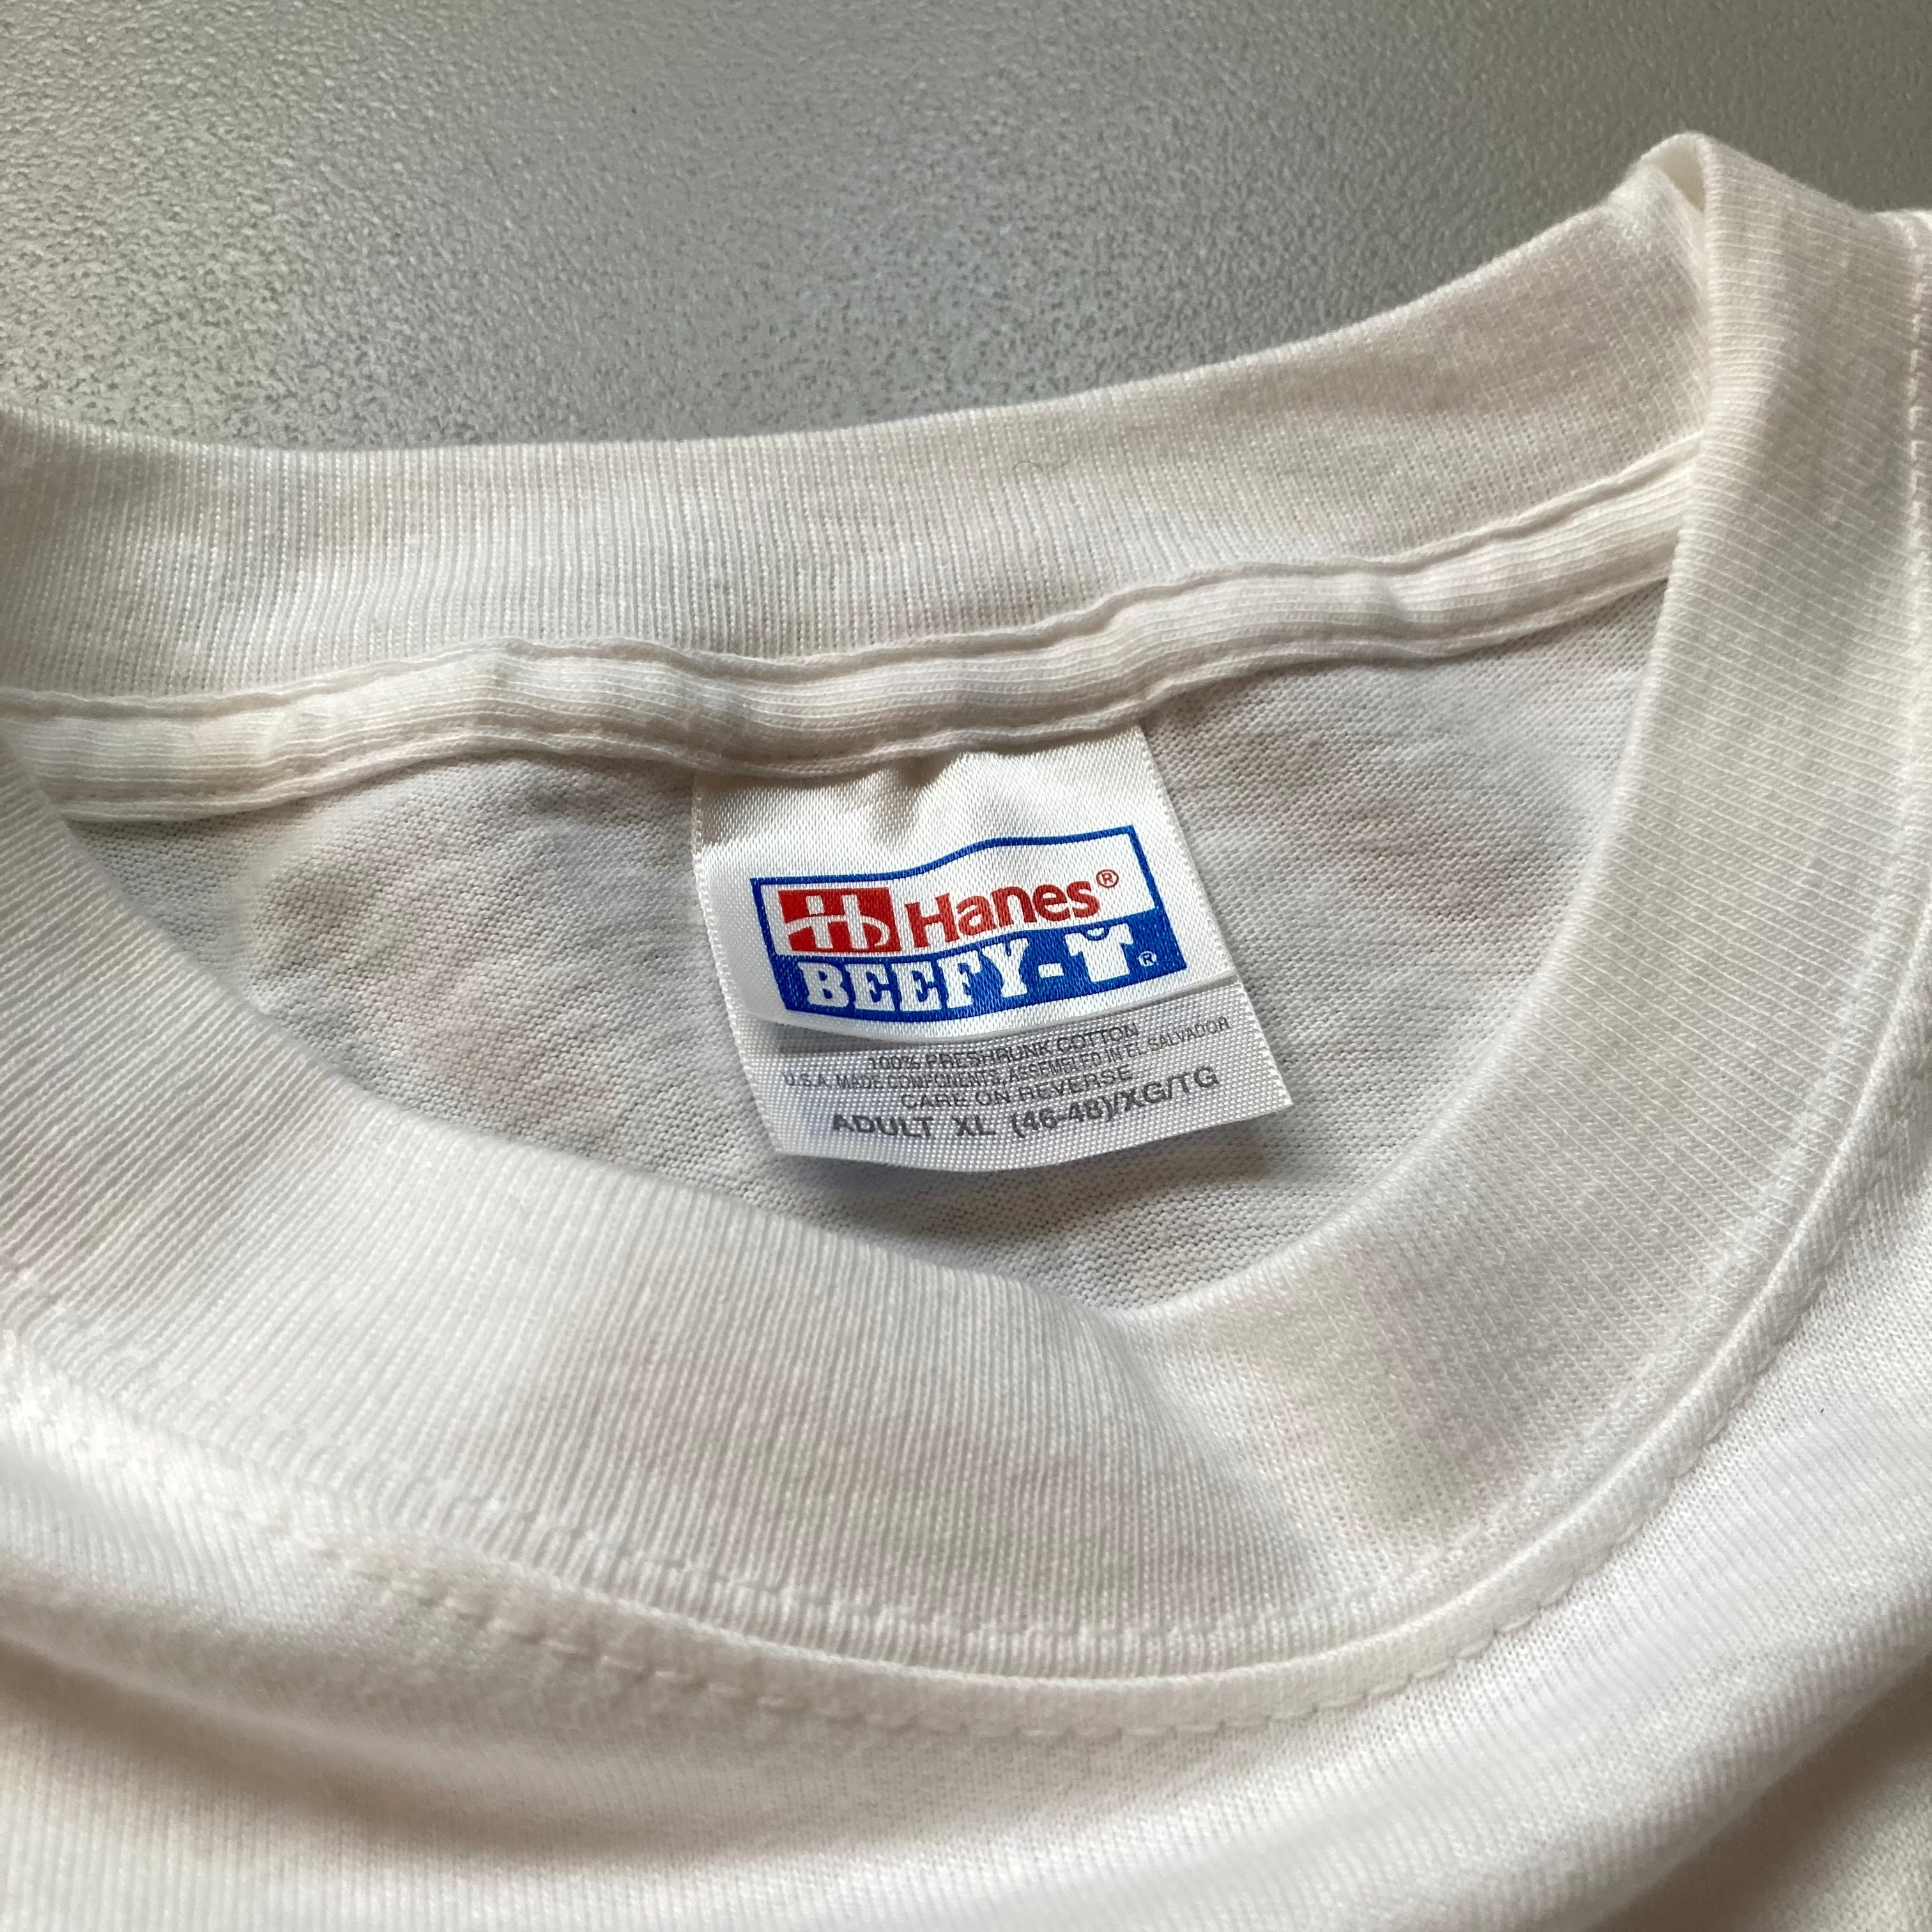 Hanes®
BEEFY-T®
100% PRESHRUNK COTTON
U.S.A. MADE COMPONENTS, ASSEMBLED IN EL SALVADOR
CARE ON REVERSE
ADULT XL (46-48)/XG/TG